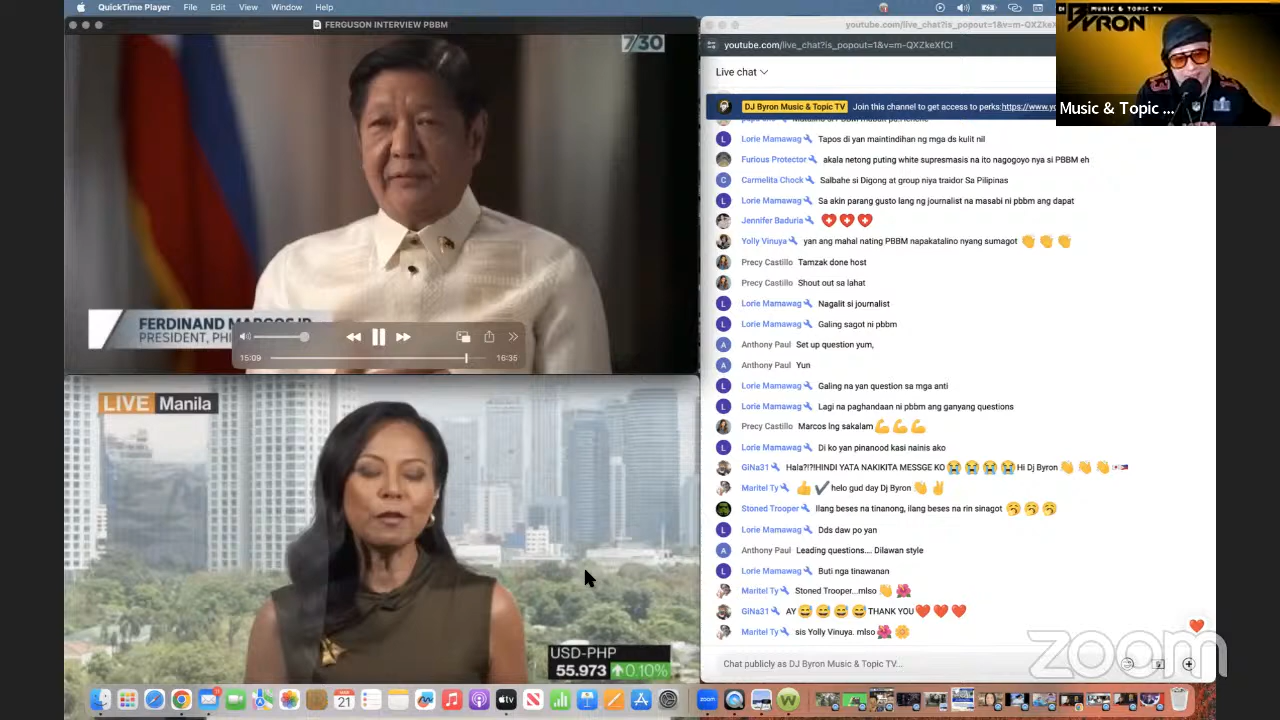 QuickTime Player File Edit View Window Help
FERGUSON INTERVIEW PBBM
7/30
FERDINAND MARCOS JR
PRESIDENT, PHI
15:09
16:35
LIVE Manila
USD-PHP
55.973 +0.10%
youtube.com/live_chat?is_popout=1&v=m-QXZkeXfCI
Live chat
DJ Byron Music & Topic TV Join this channel to get access to perks:https://www.yo
Lorie Mamawag Tapos di yan maintindihan ng mga ds kulit nil
Furious Protector akala netong puting white supresmasis na ito nagogoyo nya si PBBM eh
Carmelita Chock Salbahe si Digong at group niya traidor Sa Pilipinas
Lorie Mamawag Sa akin parang gusto lang ng journalist na masabi ni pbbm ang dapat
Jennifer Baduria
Yolly Vinuya yan ang mahal nating PBBM napakatalino nyang sumagot
Precy Castillo Tamzak done host
Precy Castillo Shout out sa lahat
Lorie Mamawag Nagalit si journalist
Lorie Mamawag Galing sagot ni pbbm
Anthony Paul Set up question yum,
Anthony Paul Yun
Lorie Mamawag Galing na yan question sa mga anti
Lorie Mamawag Lagi na paghandaan ni pbbm ang ganyang questions
Precy Castillo Marcos lng sakalam
Lorie Mamawag Di ko yan pinanood kasi nainis ako
GiNa31 Hala?!?!HINDI YATA NAKIKITA MESSGE KO Hi Dj Byron
Maritel Ty helo gud day Dj Byron
Stoned Trooper Ilang beses na tinanong, ilang beses na rin sinagot
Lorie Mamawag Dds daw po yan
Anthony Paul Leading questions.... Dilawan style
Lorie Mamawag Buti nga tinawanan
Maritel Ty Stoned Trooper...mlso
GiNa31 AY THANK YOU
Maritel Ty sis Yolly Vinuya. mlso
Chat publicly as DJ Byron Music & Topic TV...
MUSIC & TOPIC TV
BYRON
Music & Topic ...
zoom
MAR
21
zoom